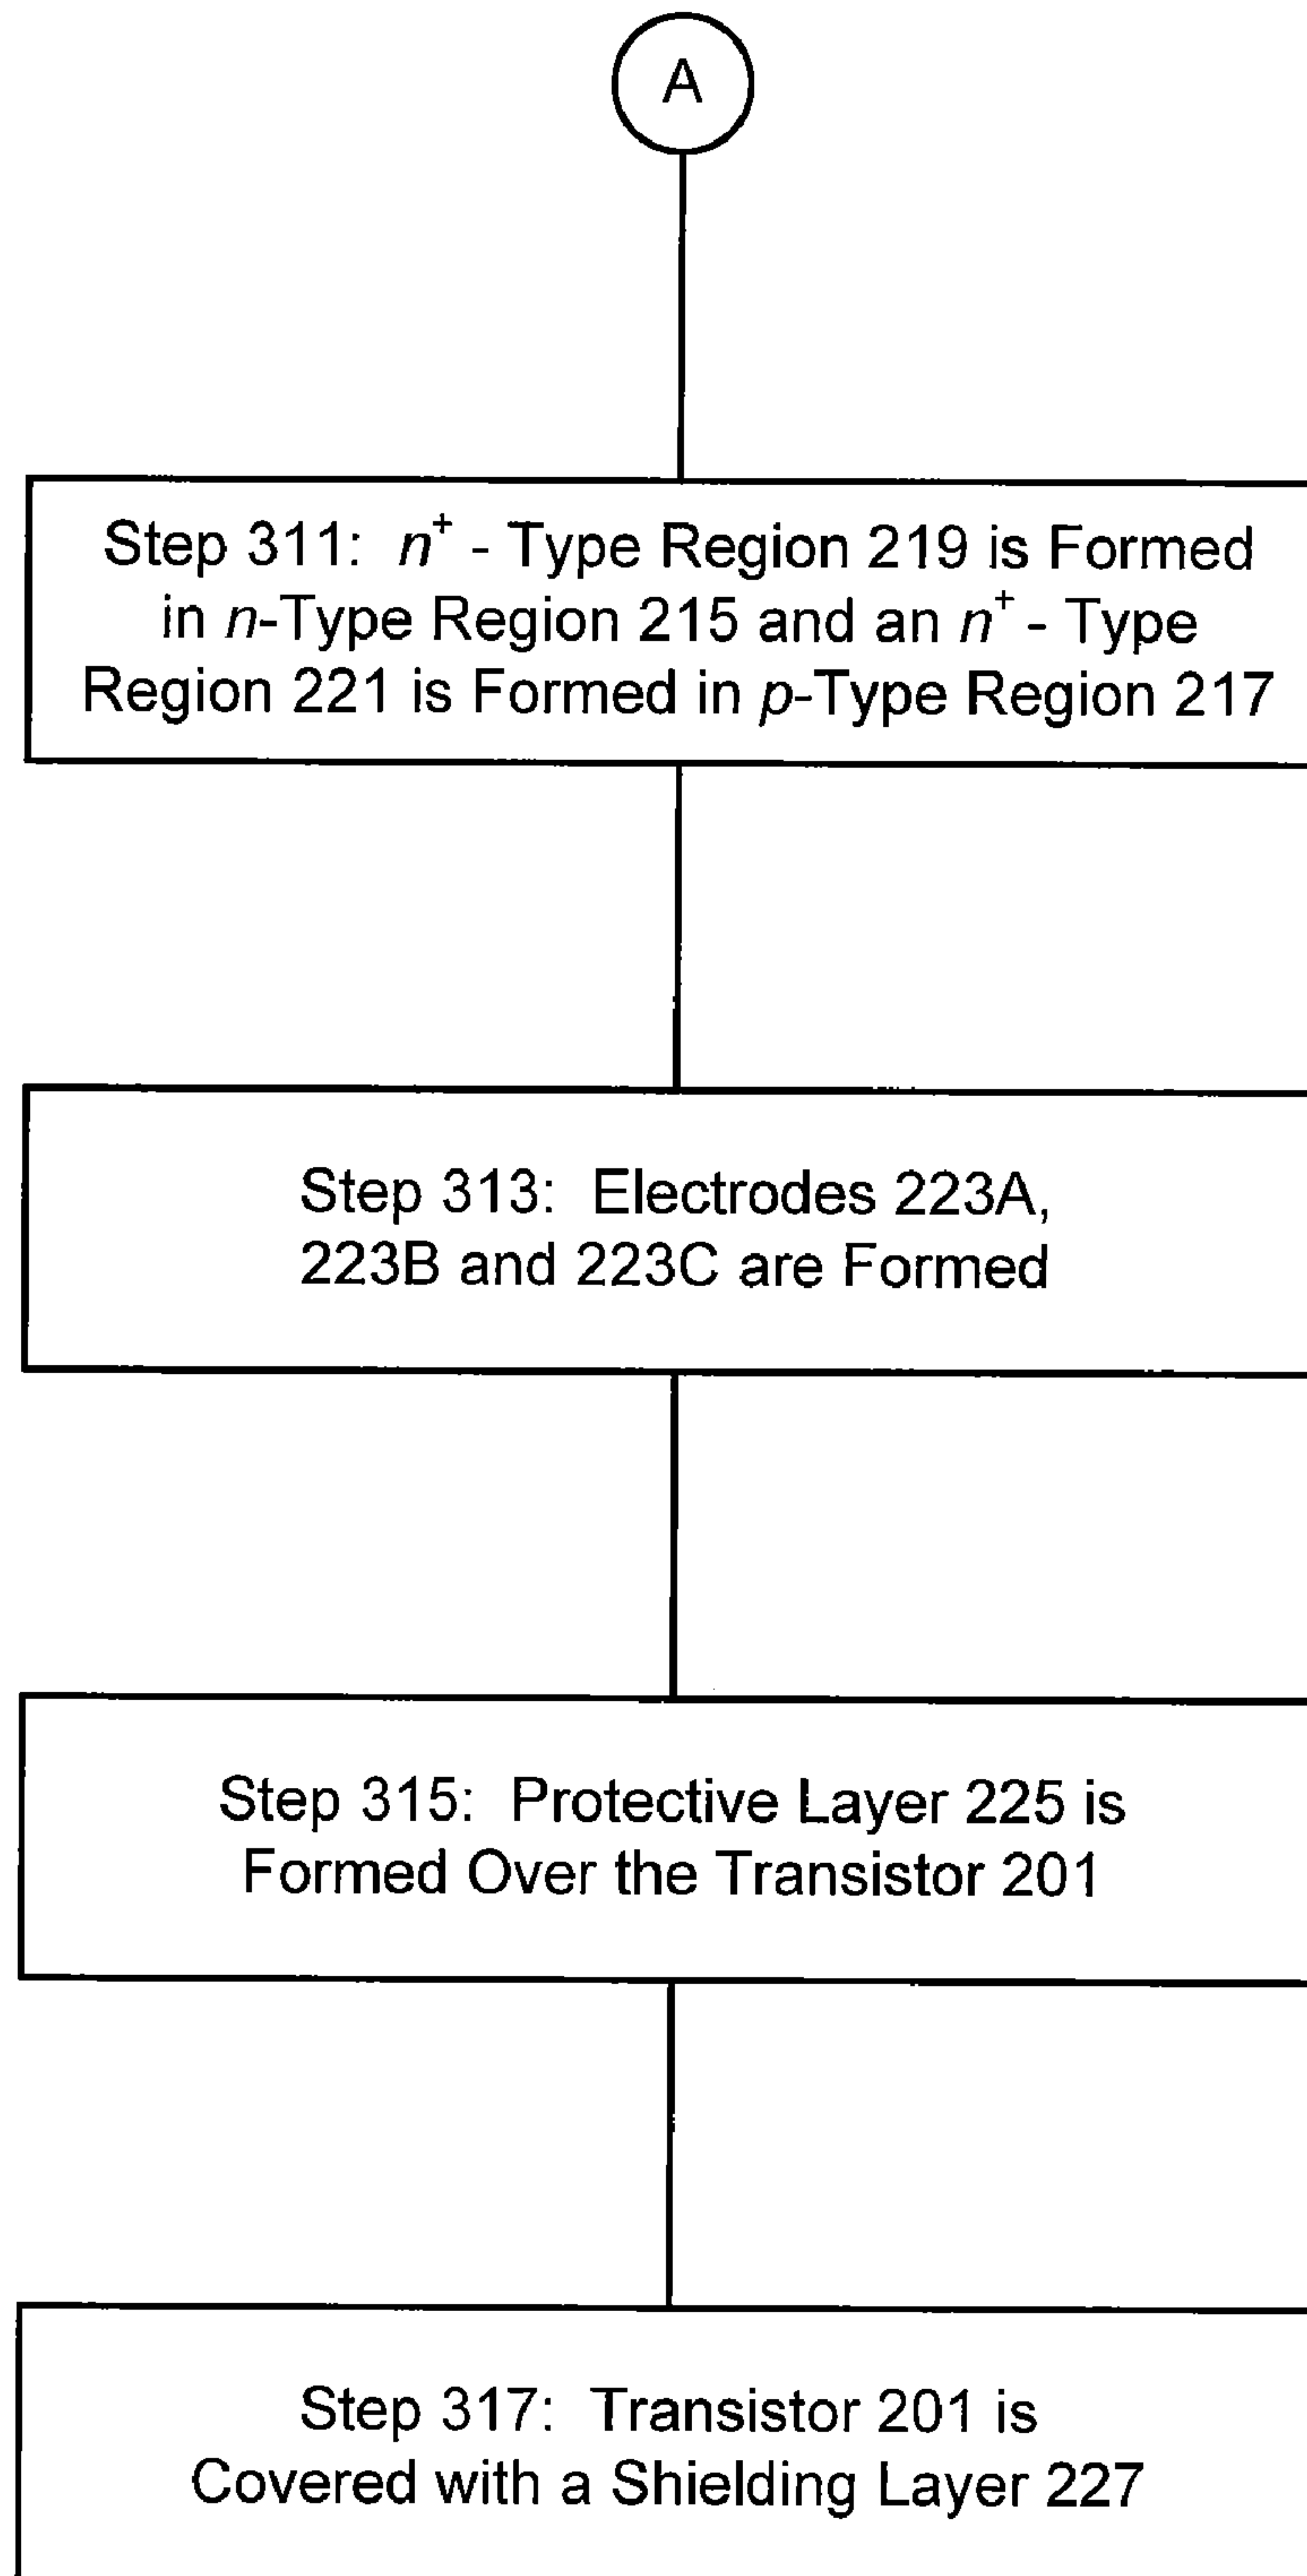 A
Step 311: n⁺ - Type Region 219 is Formed
in n-Type Region 215 and an n⁺ - Type
Region 221 is Formed in p-Type Region 217
Step 313: Electrodes 223A,
223B and 223C are Formed
Step 315: Protective Layer 225 is
Formed Over the Transistor 201
Step 317: Transistor 201 is
Covered with a Shielding Layer 227